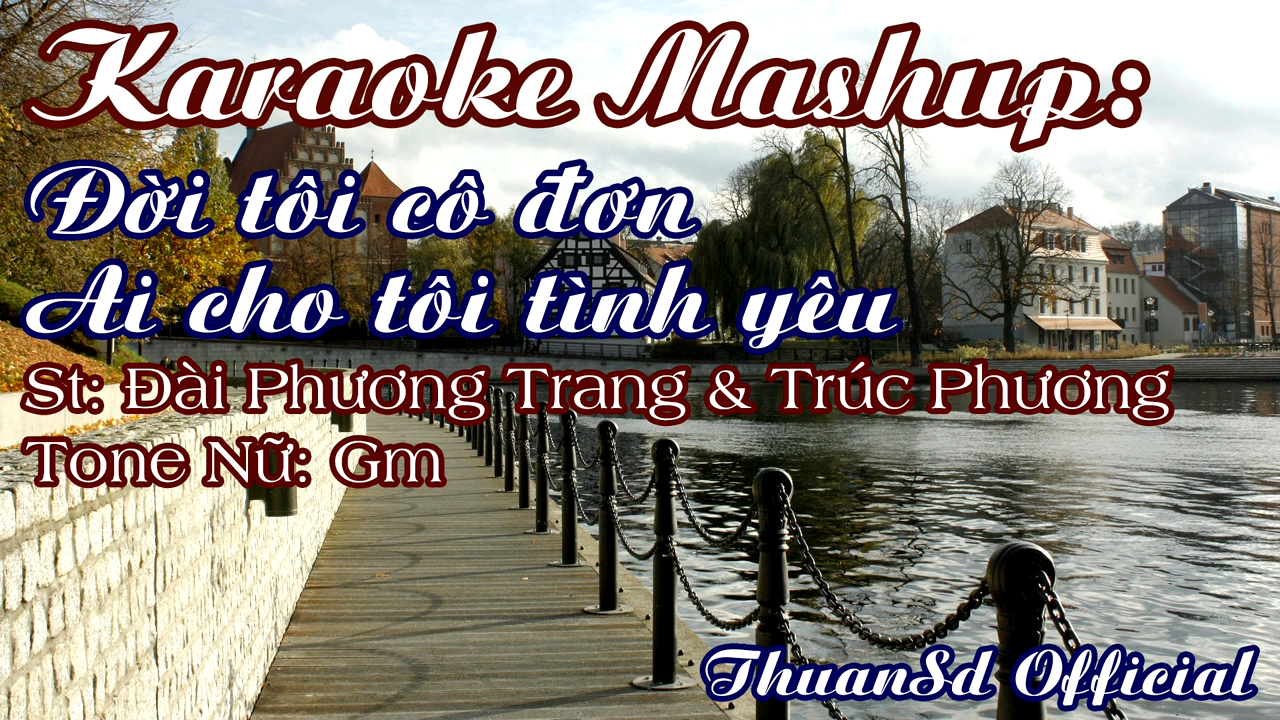 Karaoke Mashup:
Đời tôi cô đơn
Ai cho tôi tình yêu
St: Đài Phương Trang & Trúc Phương
Tone Nữ: Gm
ThuanSd Official